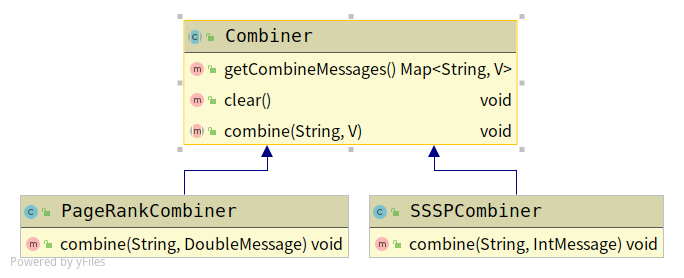 Combiner
getCombineMessages() Map<String, V>
clear() void
combine(String, V) void
PageRankCombiner
combine(String, DoubleMessage) void
SSSPCombiner
combine(String, IntMessage) void
Powered by yFiles